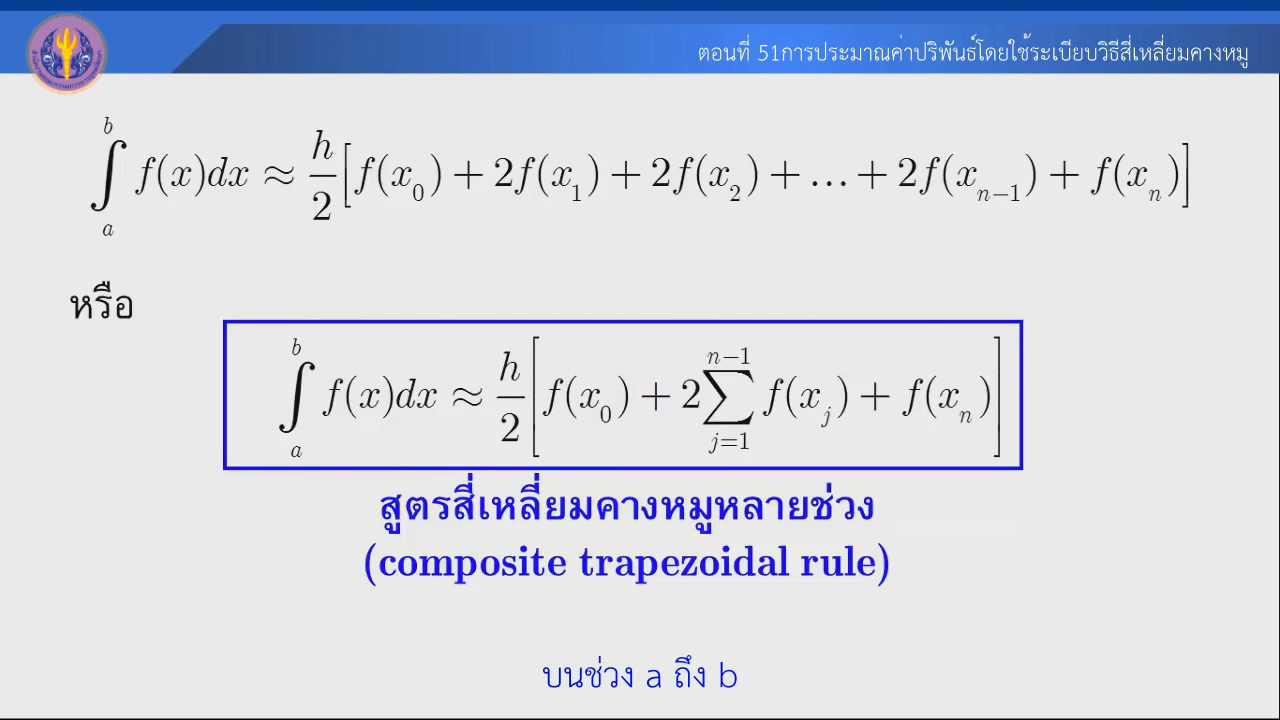 ตอนที่ 51การประมาณค่าปริพันธ์โดยใช้ระเบียบวิธีสี่เหลี่ยมคางหมู
∫_a^b f(x)dx ≈ h/2 [f(x_0) + 2f(x_1) + 2f(x_2) + ... + 2f(x_{n−1}) + f(x_n)]
หรือ
∫_a^b f(x)dx ≈ h/2 [f(x_0) + 2∑_{j=1}^{n−1} f(x_j) + f(x_n)]
สูตรสี่เหลี่ยมคางหมูหลายช่วง
(composite trapezoidal rule)
บนช่วง a ถึง b